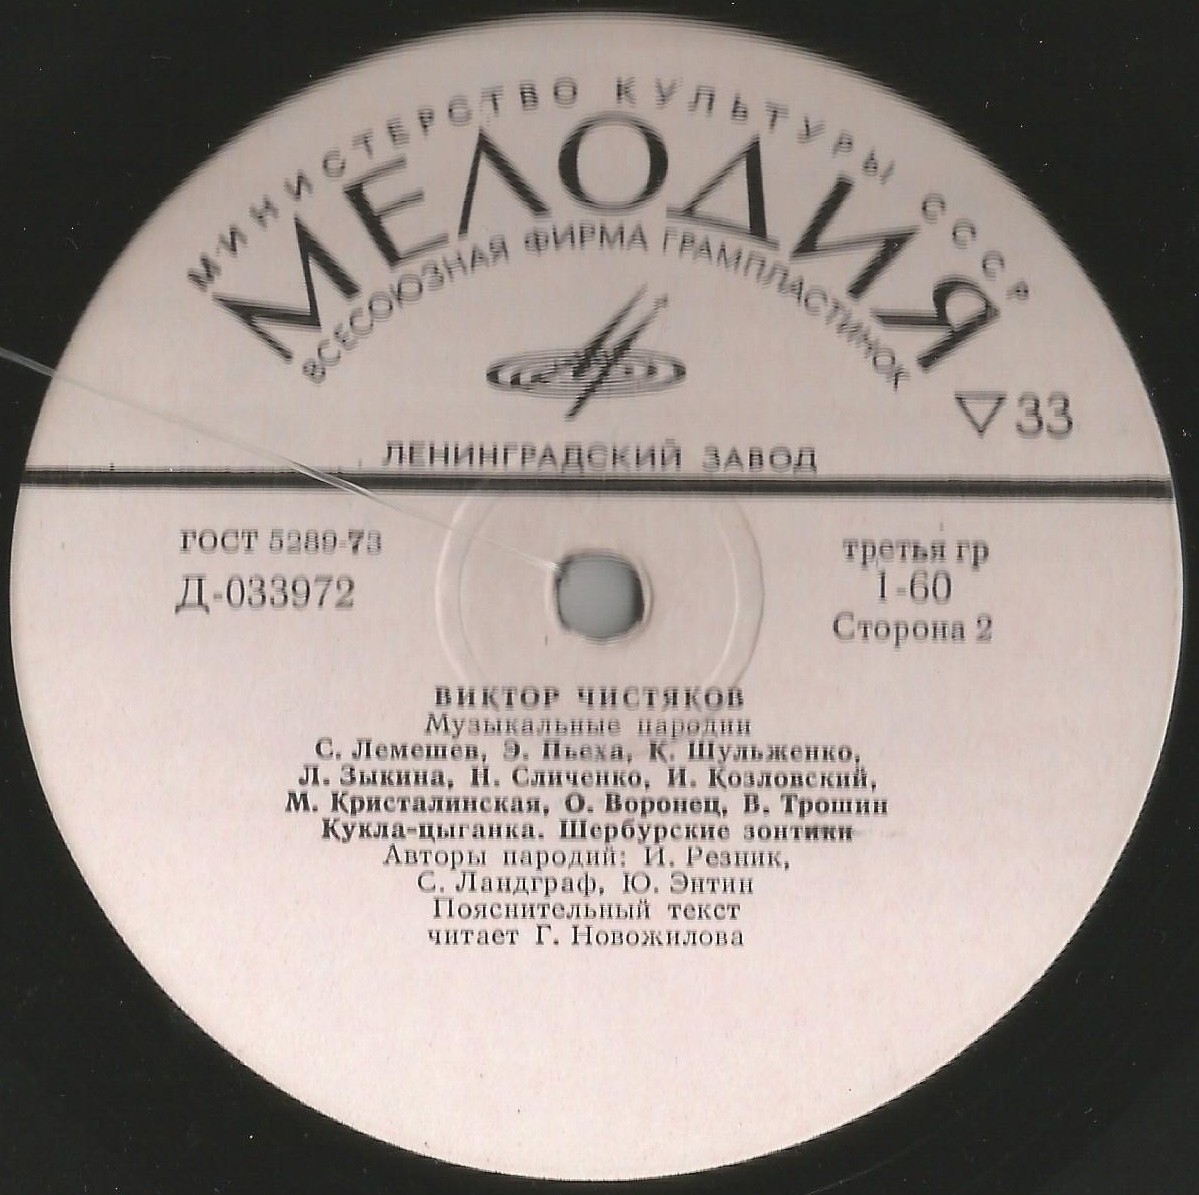 МИНИСТЕРСТВО КУЛЬТУРЫ СССР
МЕЛОДИЯ
ВСЕСОЮЗНАЯ ФИРМА ГРАМПЛАСТИНОК
▽33
ЛЕНИНГРАДСКИЙ ЗАВОД
ГОСТ 5289-73
Д-033972
третья гр
1-60
Сторона 2
ВИКТОР ЧИСТЯКОВ
Музыкальные пародии
С. Лемешев, Э. Пьеха, К. Шульженко,
Л. Зыкина, Н. Сличенко, И. Козловский,
М. Кристалинская, О. Воронец, В. Трошин
Кукла-цыганка. Шербурские зонтики
Авторы пародий: И. Резник,
С. Ландграф, Ю. Энтин
Пояснительный текст
читает Г. Новожилова